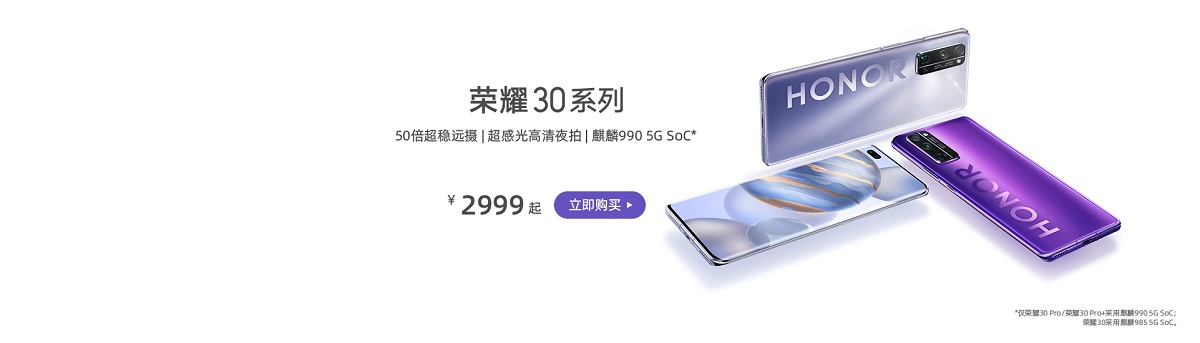 荣耀30系列
50倍超稳远摄 | 超感光高清夜拍 | 麒麟990 5G SoC*
¥ 2999 起 立即购买
HONOR
HONOR
*仅荣耀30 Pro/荣耀30 Pro+采用麒麟990 5G SoC;
荣耀30采用麒麟985 5G SoC。